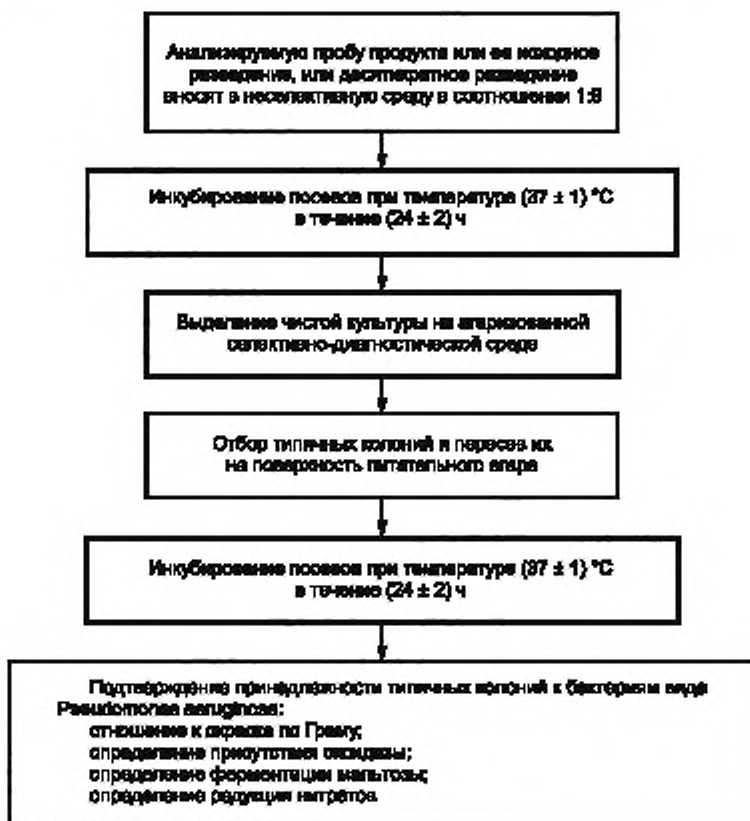 Анализируемую пробу продукта или ее исходное
разведение, или десятикратное разведение
вносят в неселективную среду в соотношении 1:9
Инкубирование посевов при температуре (37 ± 1) °С
в течение (24 ± 2) ч
Выделение чистой культуры на агаризованной
селективно-диагностической среде
Отбор типичных колоний и пересев их
на поверхность питательного агара
Инкубирование посевов при температуре (37 ± 1) °С
в течение (24 ± 2) ч
Подтверждение принадлежности типичных колоний к бактериям вида
Pseudomonas aeruginosa:
отношение к окраске по Граму;
определение присутствия оксидазы;
определение ферментации мальтозы;
определение редукции нитратов.